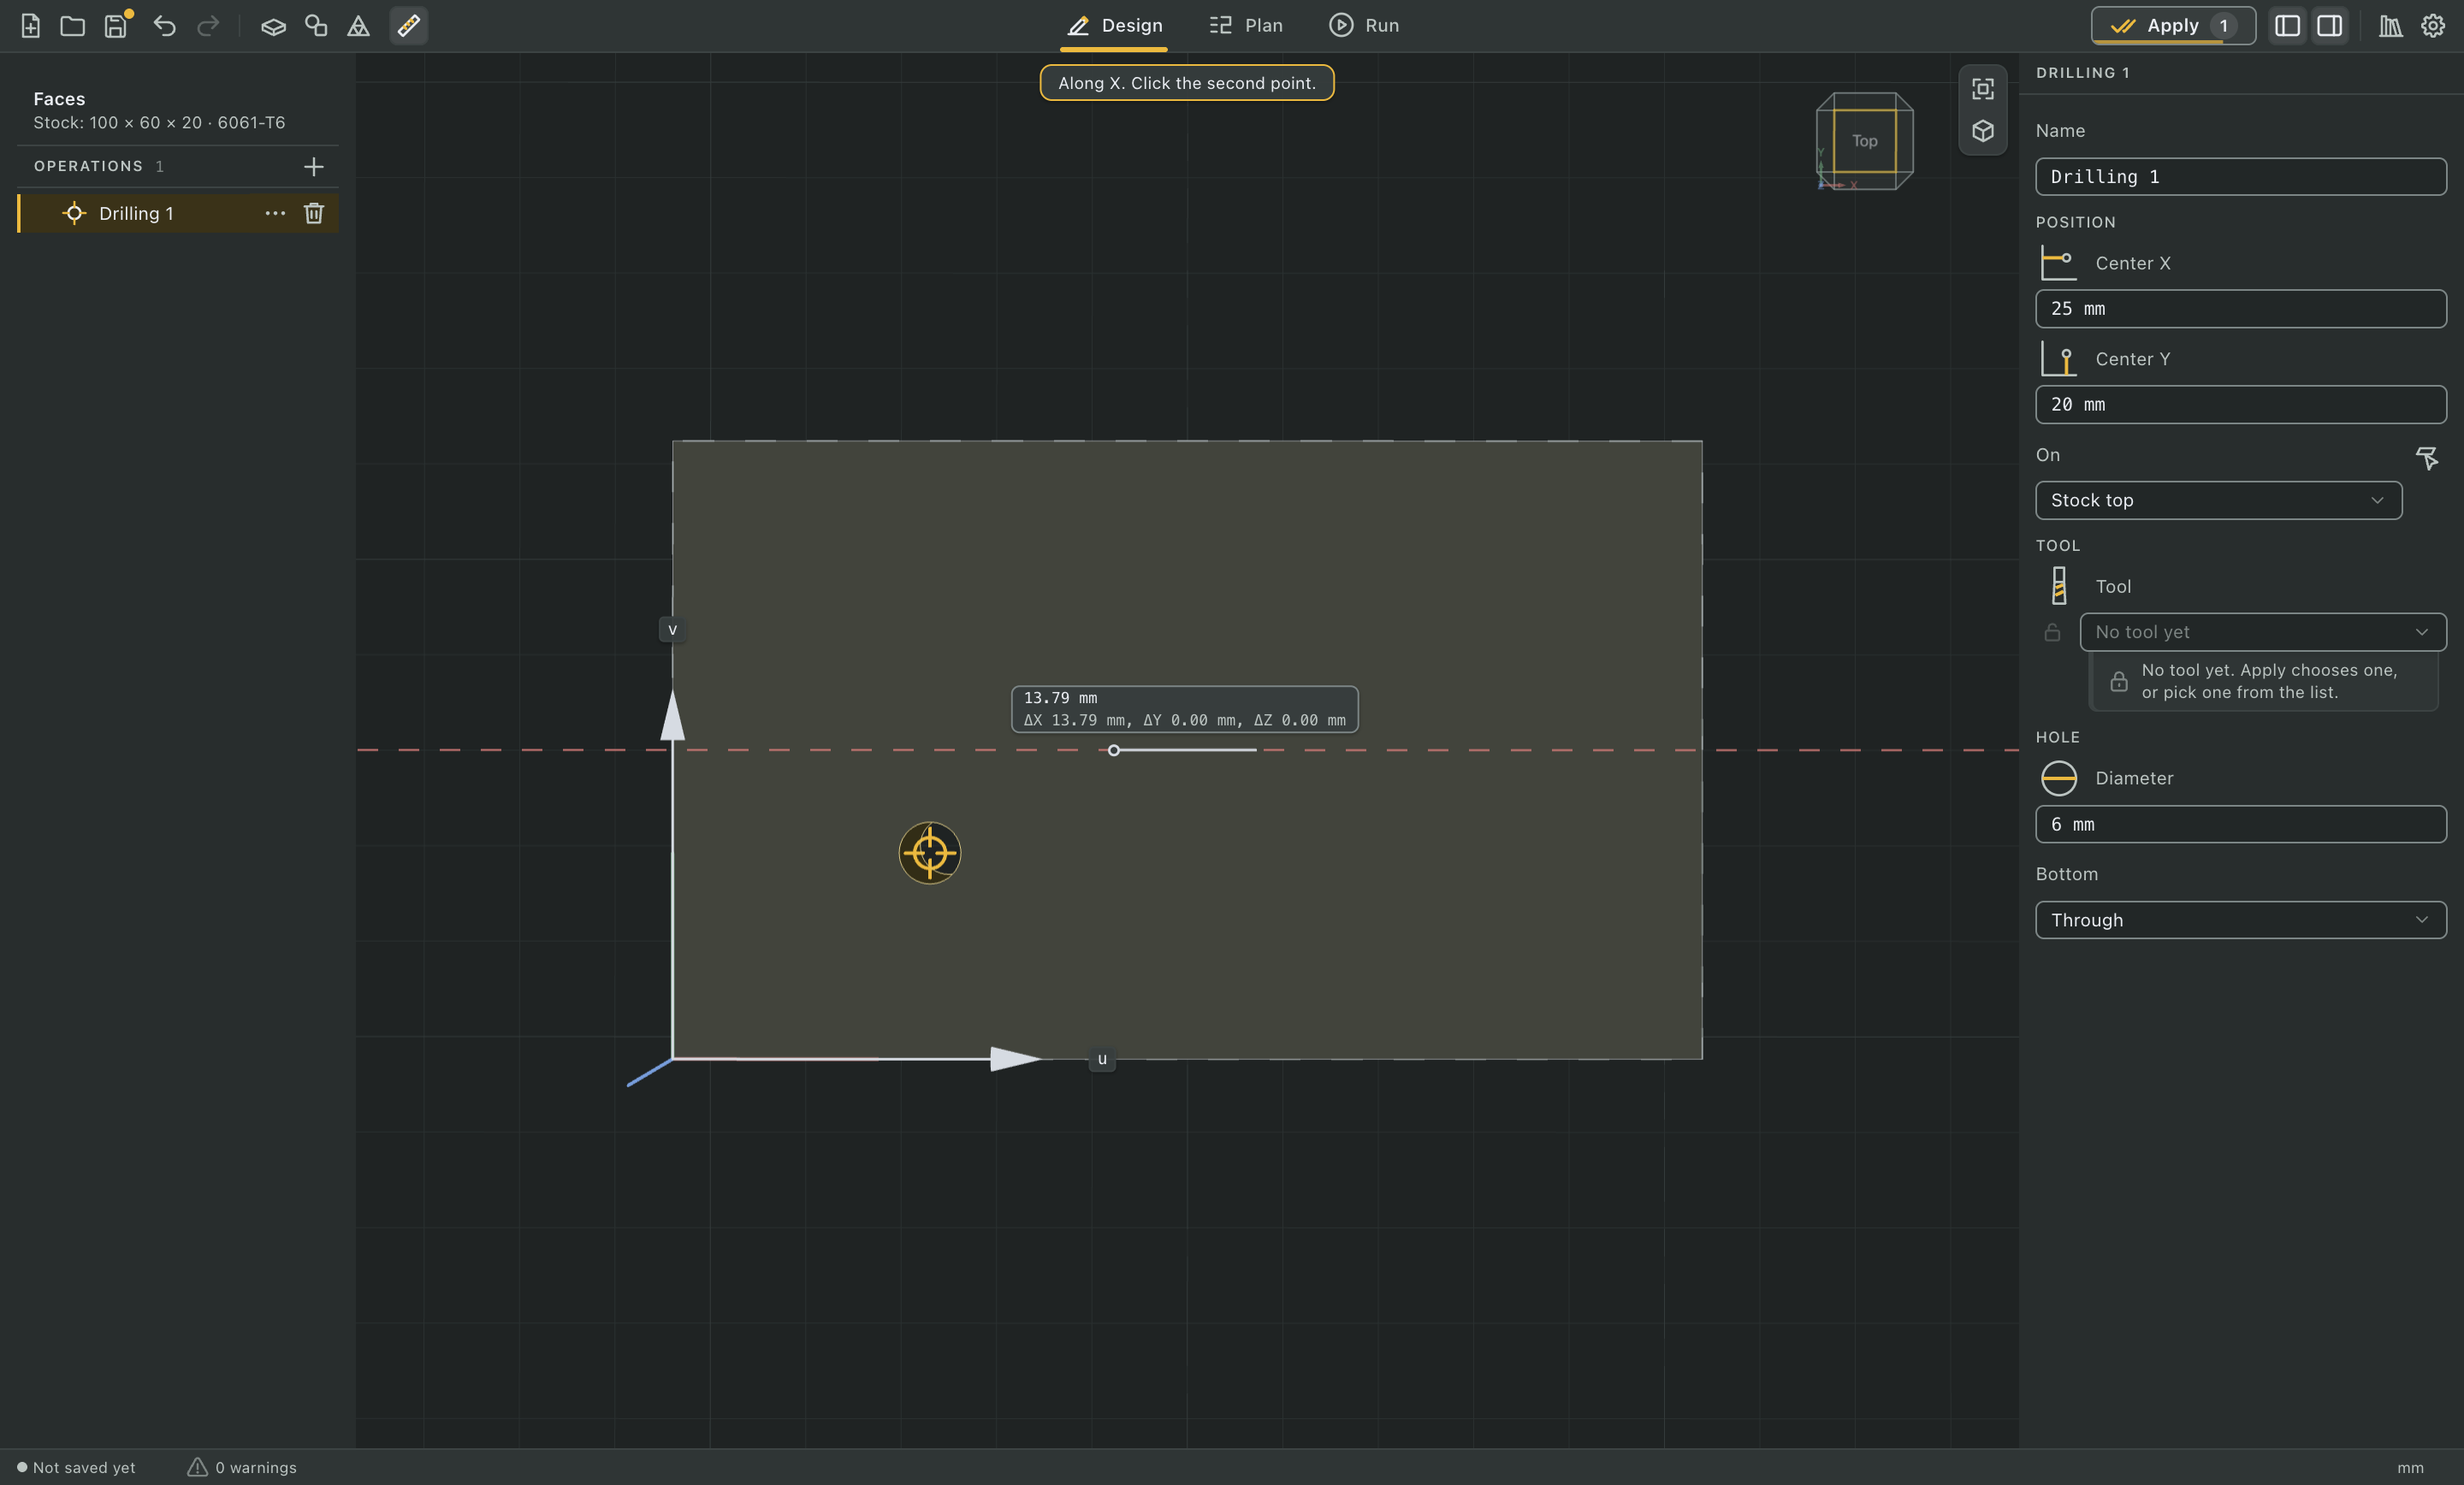 Design
Plan
Run
Apply 1
Along X. Click the second point.
Faces
Stock: 100 × 60 × 20 · 6061-T6
OPERATIONS 1
Drilling 1
Top
Y
X
v
13.79 mm
ΔX 13.79 mm, ΔY 0.00 mm, ΔZ 0.00 mm
u
DRILLING 1
Name
Drilling 1
POSITION
Center X
25 mm
Center Y
20 mm
On
Stock top
TOOL
Tool
No tool yet
No tool yet. Apply chooses one,
or pick one from the list.
HOLE
Diameter
6 mm
Bottom
Through
Not saved yet
0 warnings
mm